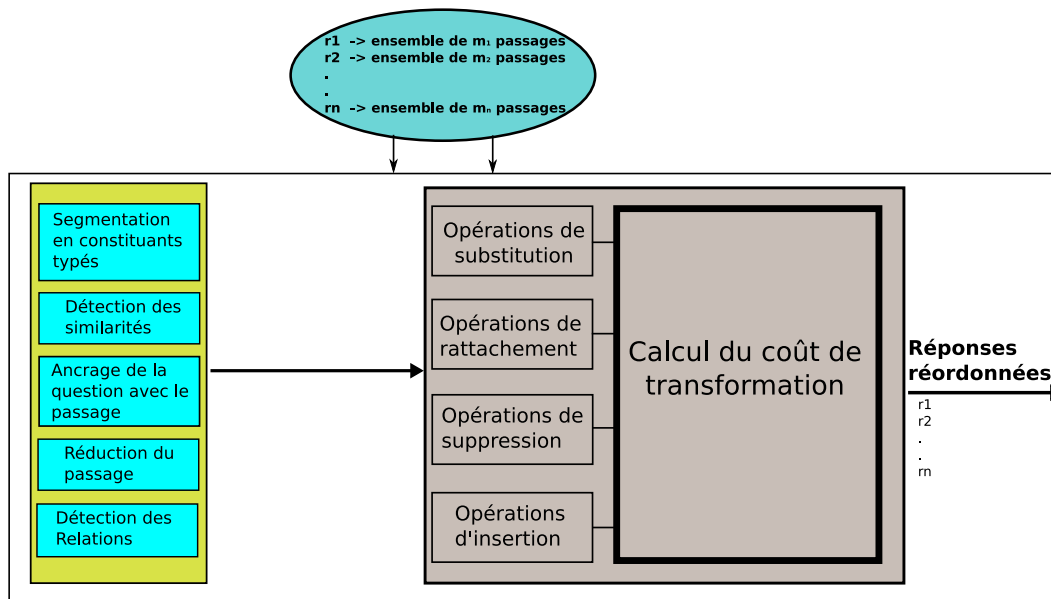 r1 -> ensemble de m₁ passages
r2 -> ensemble de m₂ passages
.
.
rn -> ensemble de mₙ passages
Segmentation
en constituants
typés
Détection des
similarités
Ancrage de la
question avec le
passage
Réduction du
passage
Détection des
Relations
Opérations de
substitution
Opérations de
rattachement
Opérations de
suppression
Opérations
d'insertion
Calcul du coût de
transformation
Réponses
réordonnées
r1
r2
.
.
rn